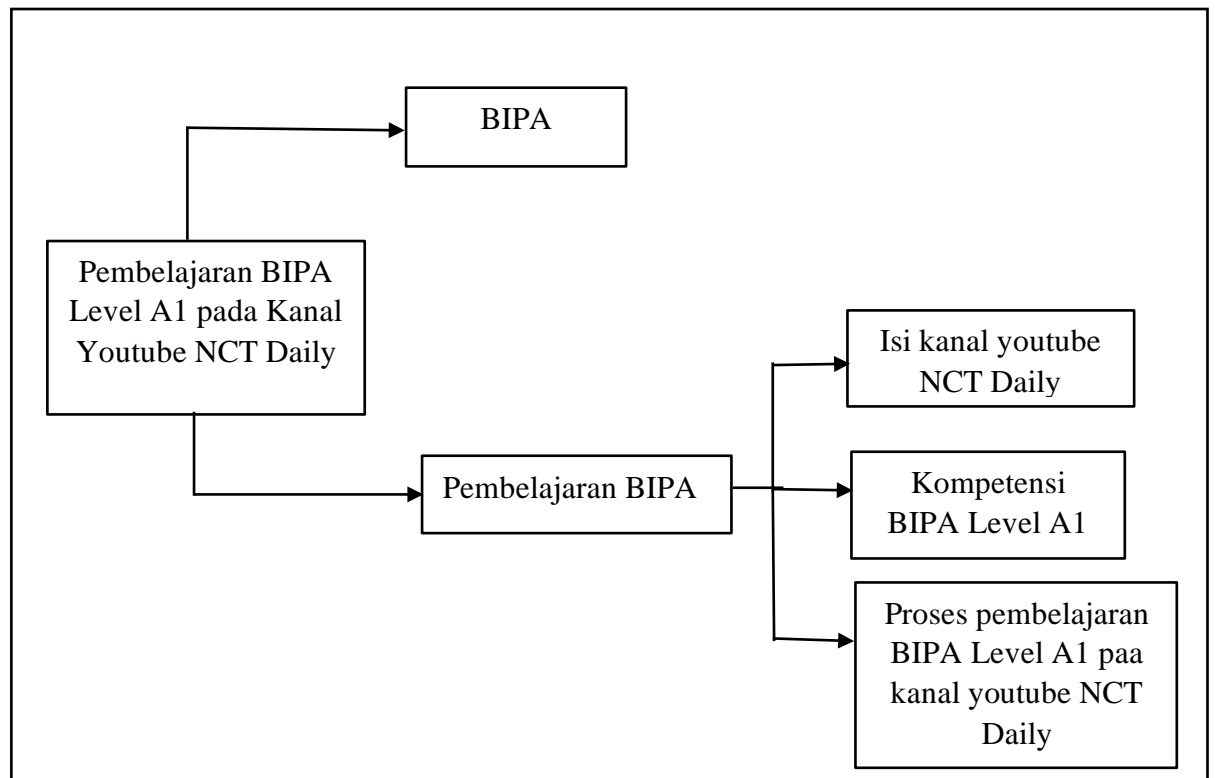 BIPA
Pembelajaran BIPA
Level A1 pada Kanal
Youtube NCT Daily
Isi kanal youtube
NCT Daily
Pembelajaran BIPA
Kompetensi
BIPA Level A1
Proses pembelajaran
BIPA Level A1 paa
kanal youtube NCT
Daily